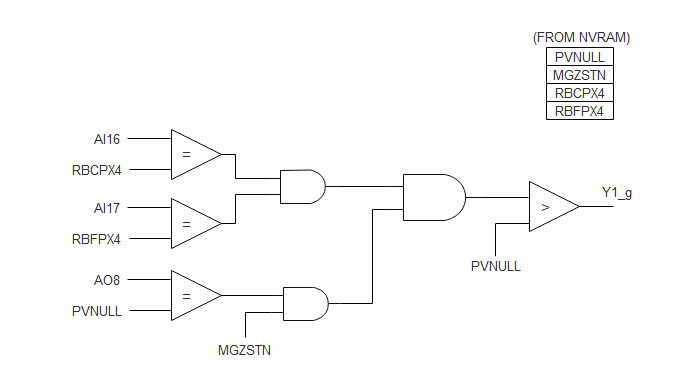 (FROM NVRAM)
PVNULL
MGZSTN
RBCPX4
RBFPX4
AI16
=
RBCPX4
AI17
=
RBFPX4
AO8
=
PVNULL
MGZSTN
>
Y1_g
PVNULL